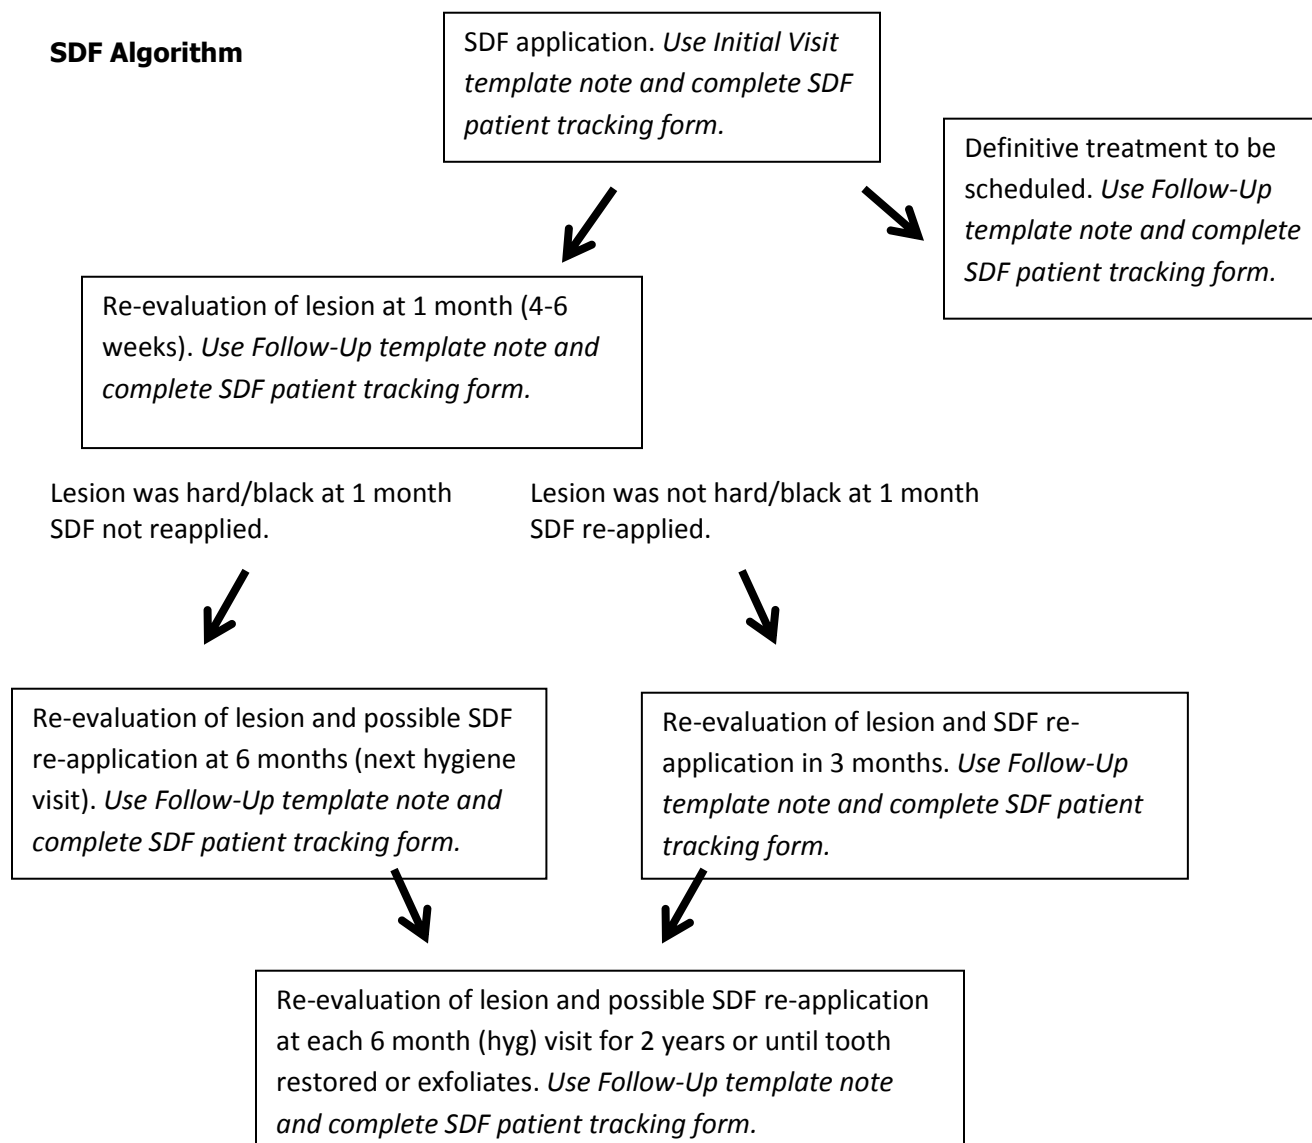 SDF Algorithm
SDF application. Use Initial Visit
template note and complete SDF
patient tracking form.
Definitive treatment to be
scheduled. Use Follow-Up
template note and complete
SDF patient tracking form.
Re-evaluation of lesion at 1 month (4-6
weeks). Use Follow-Up template note and
complete SDF patient tracking form.
Lesion was hard/black at 1 month
SDF not reapplied.
Lesion was not hard/black at 1 month
SDF re-applied.
Re-evaluation of lesion and possible SDF
re-application at 6 months (next hygiene
visit). Use Follow-Up template note and
complete SDF patient tracking form.
Re-evaluation of lesion and SDF re-
application in 3 months. Use Follow-Up
template note and complete SDF patient
tracking form.
Re-evaluation of lesion and possible SDF re-application
at each 6 month (hyg) visit for 2 years or until tooth
restored or exfoliates. Use Follow-Up template note
and complete SDF patient tracking form.